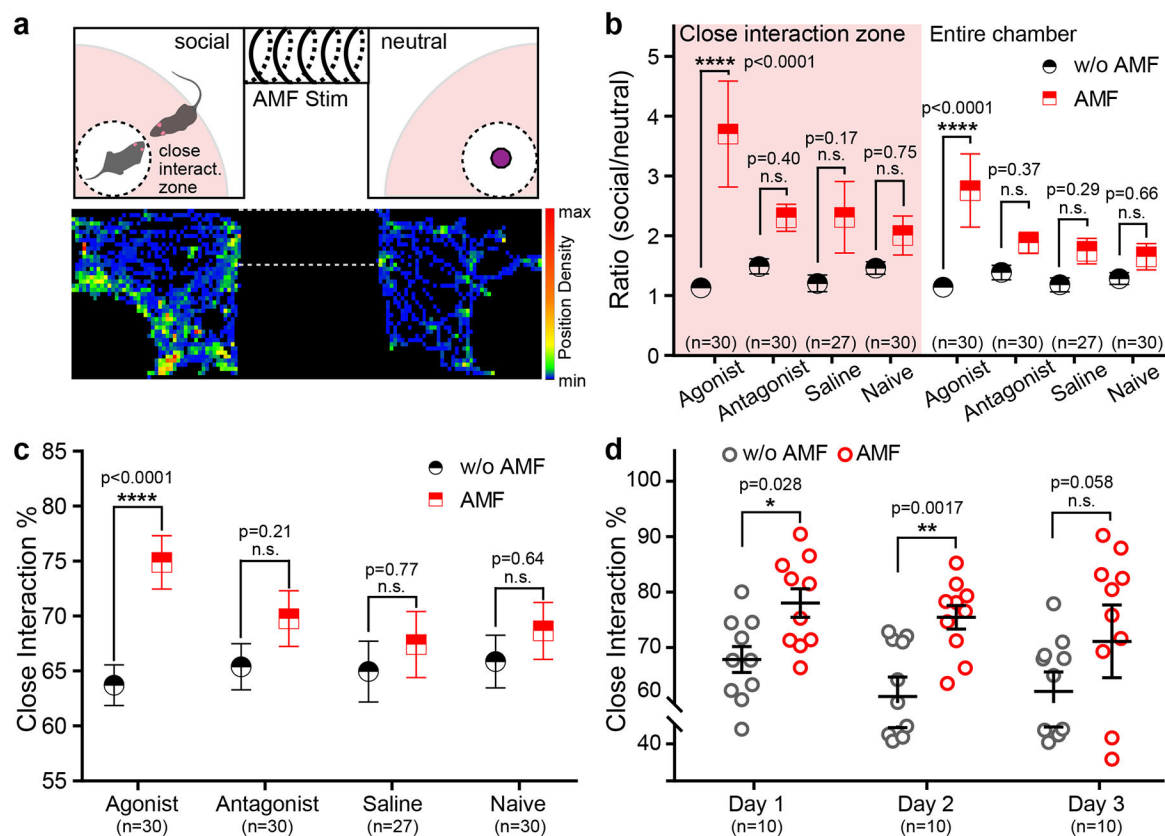 a
social
neutral
AMF Stim
close
interact.
zone
max
Position Density
min
b
Close interaction zone
Entire chamber
w/o AMF
AMF
Ratio (social/neutral)
5
4
3
2
1
0
****
p<0.0001
p=0.40
n.s.
p=0.17
n.s.
p=0.75
n.s.
p<0.0001
****
p=0.37
n.s.
p=0.29
n.s.
p=0.66
n.s.
(n=30)
(n=30)
(n=27)
(n=30)
(n=30)
(n=30)
(n=27)
(n=30)
Agonist
Antagonist
Saline
Naive
Agonist
Antagonist
Saline
Naive
c
w/o AMF
AMF
Close Interaction %
85
80
75
70
65
60
55
p<0.0001
****
p=0.21
n.s.
p=0.77
n.s.
p=0.64
n.s.
Agonist
Antagonist
Saline
Naive
(n=30)
(n=30)
(n=27)
(n=30)
d
w/o AMF
AMF
Close Interaction %
100
90
80
70
60
40
p=0.028
*
p=0.0017
**
p=0.058
n.s.
Day 1
Day 2
Day 3
(n=10)
(n=10)
(n=10)